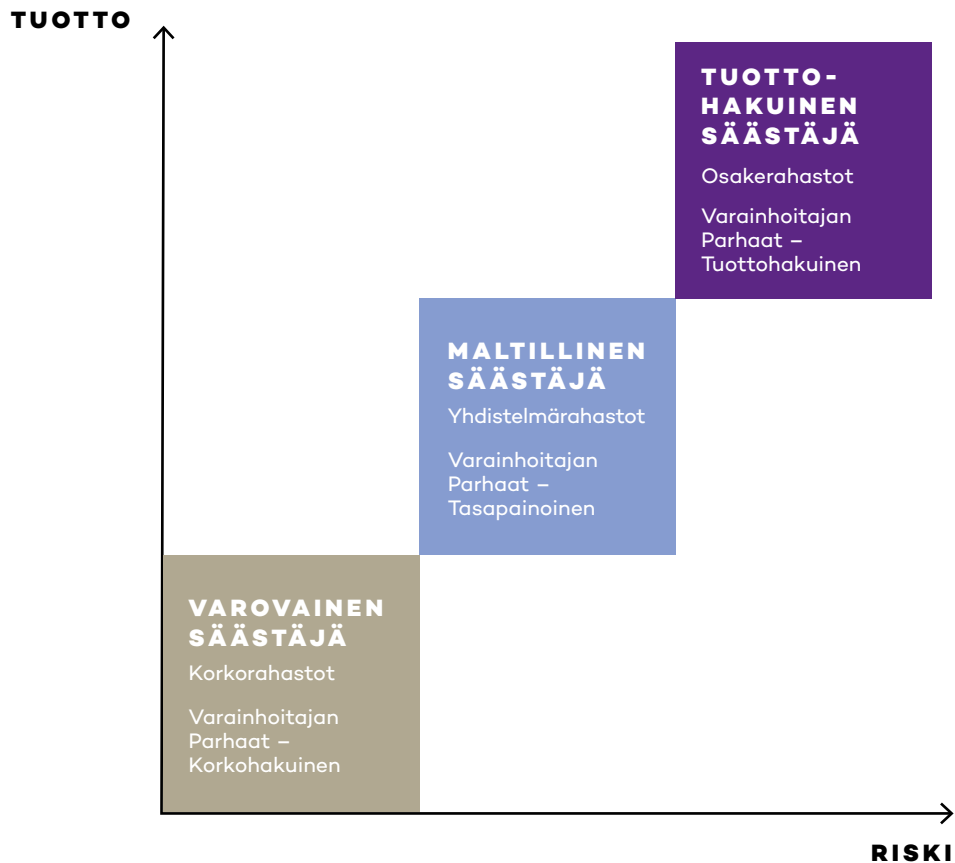 TUOTTO
TUOTTO-
HAKUINEN
SÄÄSTÄJÄ
Osakerahastot
Varainhoitajan
Parhaat –
Tuottohakuinen
MALTILLINEN
SÄÄSTÄJÄ
Yhdistelmärahastot
Varainhoitajan
Parhaat –
Tasapainoinen
VAROVAINEN
SÄÄSTÄJÄ
Korkorahastot
Varainhoitajan
Parhaat –
Korkohakuinen
RISKI